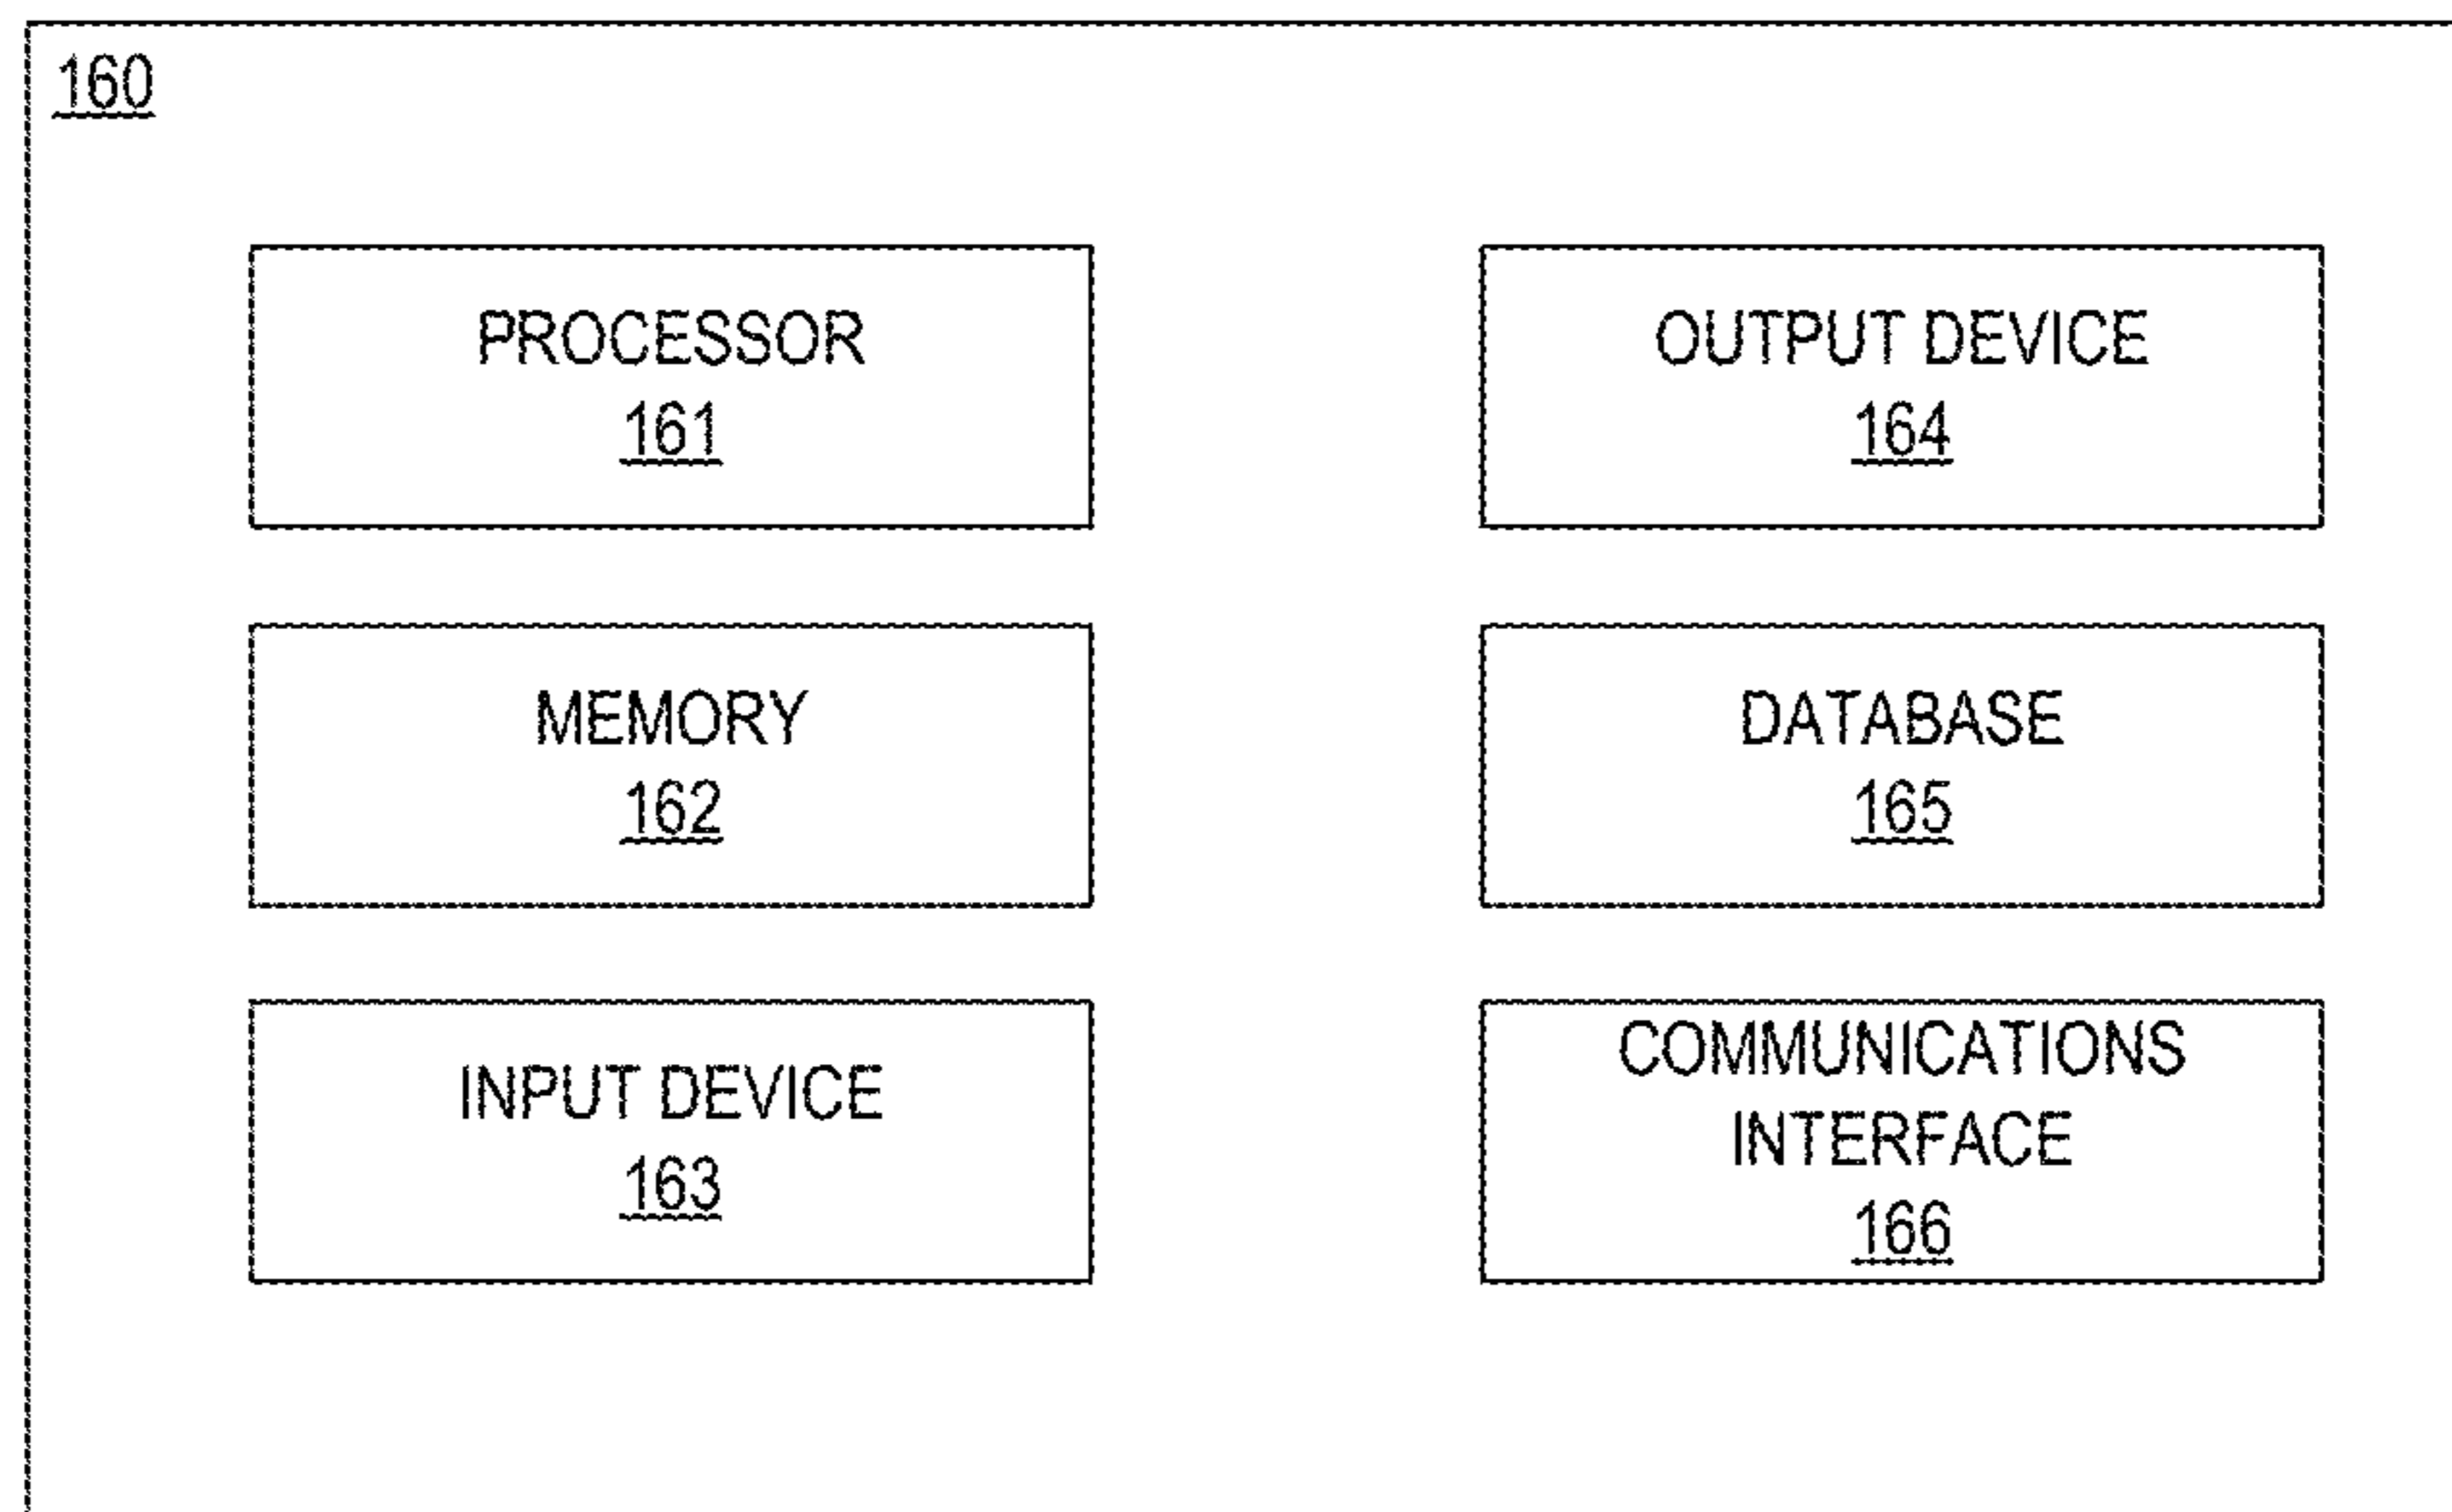 160
PROCESSOR
161
OUTPUT DEVICE
164
MEMORY
162
DATABASE
165
INPUT DEVICE
163
COMMUNICATIONS
INTERFACE
166